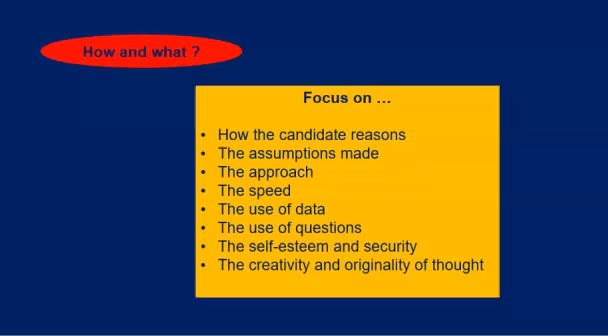 How and what ?
Focus on …
• How the candidate reasons
• The assumptions made
• The approach
• The speed
• The use of data
• The use of questions
• The self-esteem and security
• The creativity and originality of thought